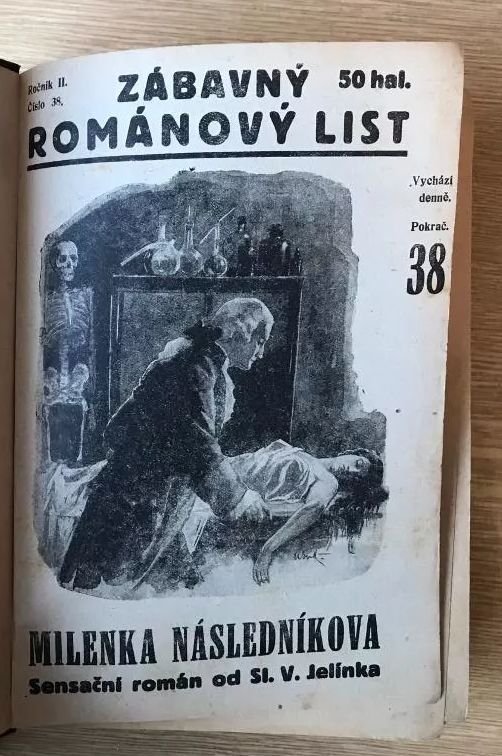 Ročník II.
Číslo 38.
ZÁBAVNÝ
50 hal.
ROMÁNOVÝ LIST
Vychází
denně.
Pokrač.
38
MILENKA NÁSLEDNÍKOVA
Sensační román od Sl. V. Jelínka